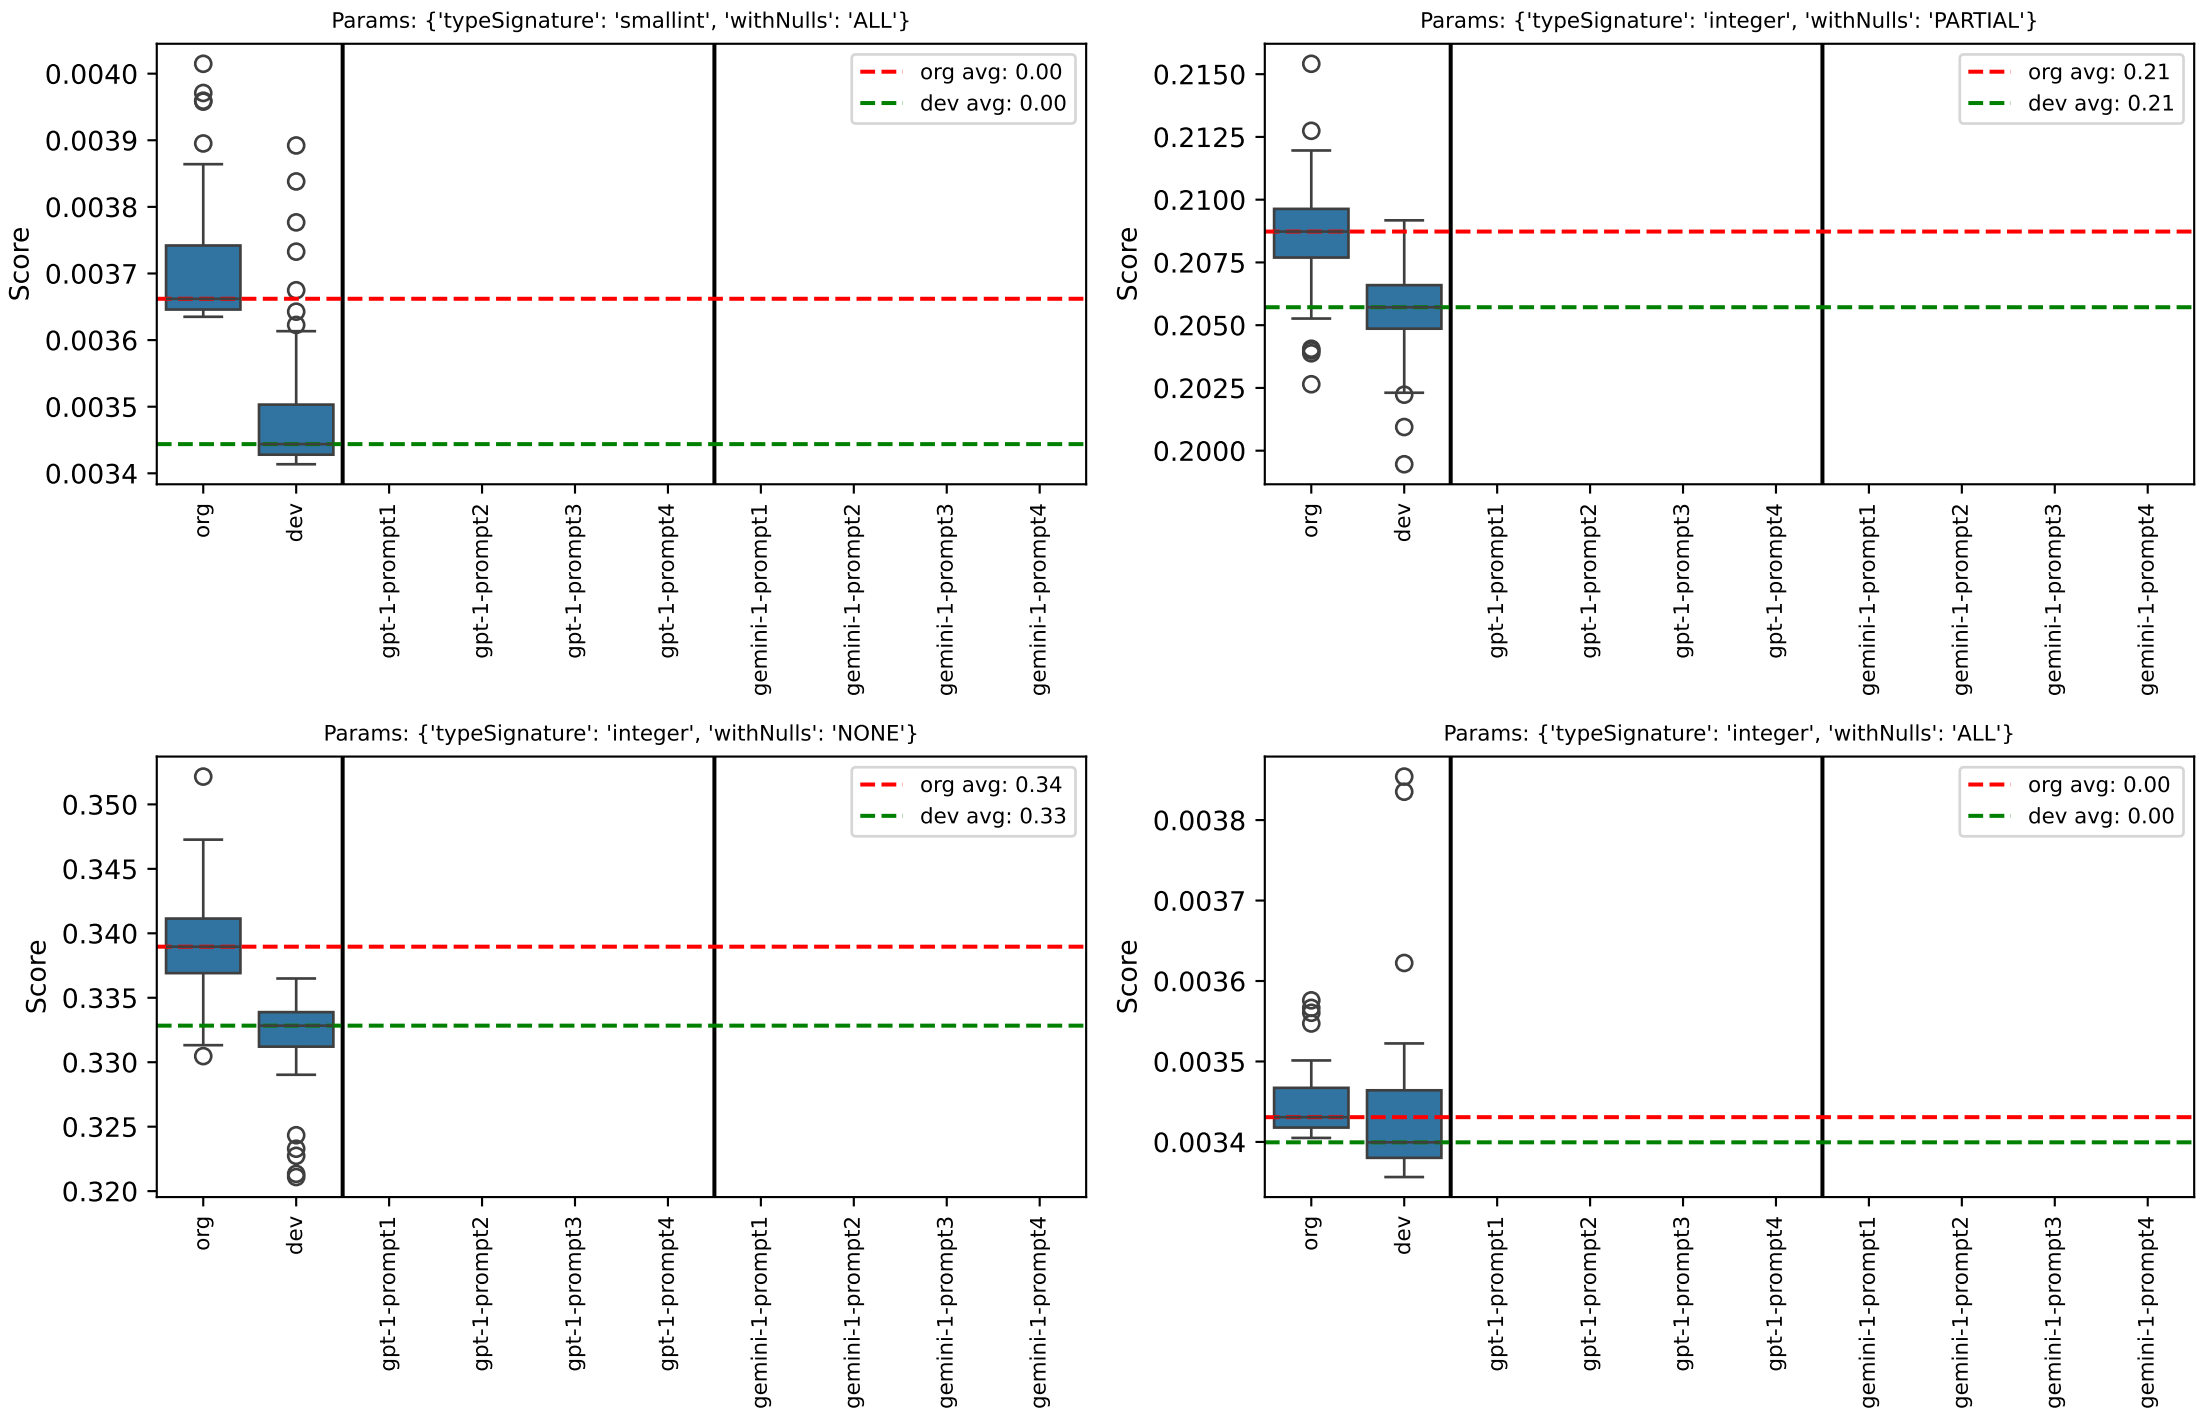 Params: {'typeSignature': 'smallint', 'withNulls': 'ALL'}
0.0040
0.0039
0.0038
0.0037
0.0036
0.0035
0.0034
Score
org avg: 0.00
dev avg: 0.00
org
dev
gpt-1-prompt1
gpt-1-prompt2
gpt-1-prompt3
gpt-1-prompt4
gemini-1-prompt1
gemini-1-prompt2
gemini-1-prompt3
gemini-1-prompt4
Params: {'typeSignature': 'integer', 'withNulls': 'PARTIAL'}
0.2150
0.2125
0.2100
0.2075
0.2050
0.2025
0.2000
Score
org avg: 0.21
dev avg: 0.21
org
dev
gpt-1-prompt1
gpt-1-prompt2
gpt-1-prompt3
gpt-1-prompt4
gemini-1-prompt1
gemini-1-prompt2
gemini-1-prompt3
gemini-1-prompt4
Params: {'typeSignature': 'integer', 'withNulls': 'NONE'}
0.350
0.345
0.340
0.335
0.330
0.325
0.320
Score
org avg: 0.34
dev avg: 0.33
org
dev
gpt-1-prompt1
gpt-1-prompt2
gpt-1-prompt3
gpt-1-prompt4
gemini-1-prompt1
gemini-1-prompt2
gemini-1-prompt3
gemini-1-prompt4
Params: {'typeSignature': 'integer', 'withNulls': 'ALL'}
0.0038
0.0037
0.0036
0.0035
0.0034
Score
org avg: 0.00
dev avg: 0.00
org
dev
gpt-1-prompt1
gpt-1-prompt2
gpt-1-prompt3
gpt-1-prompt4
gemini-1-prompt1
gemini-1-prompt2
gemini-1-prompt3
gemini-1-prompt4